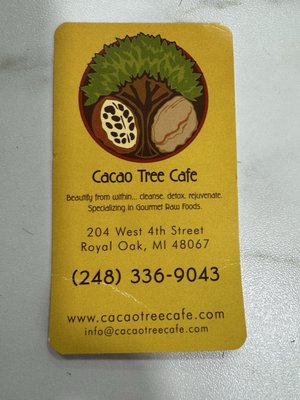 Cacao Tree Cafe
Beautify from within... cleanse. detox. rejuvenate.
Specializing in Gourmet Raw Foods.
204 West 4th Street
Royal Oak, MI 48067
(248) 336-9043
www.cacaotreecafe.com
info@cacaotreecafe.com